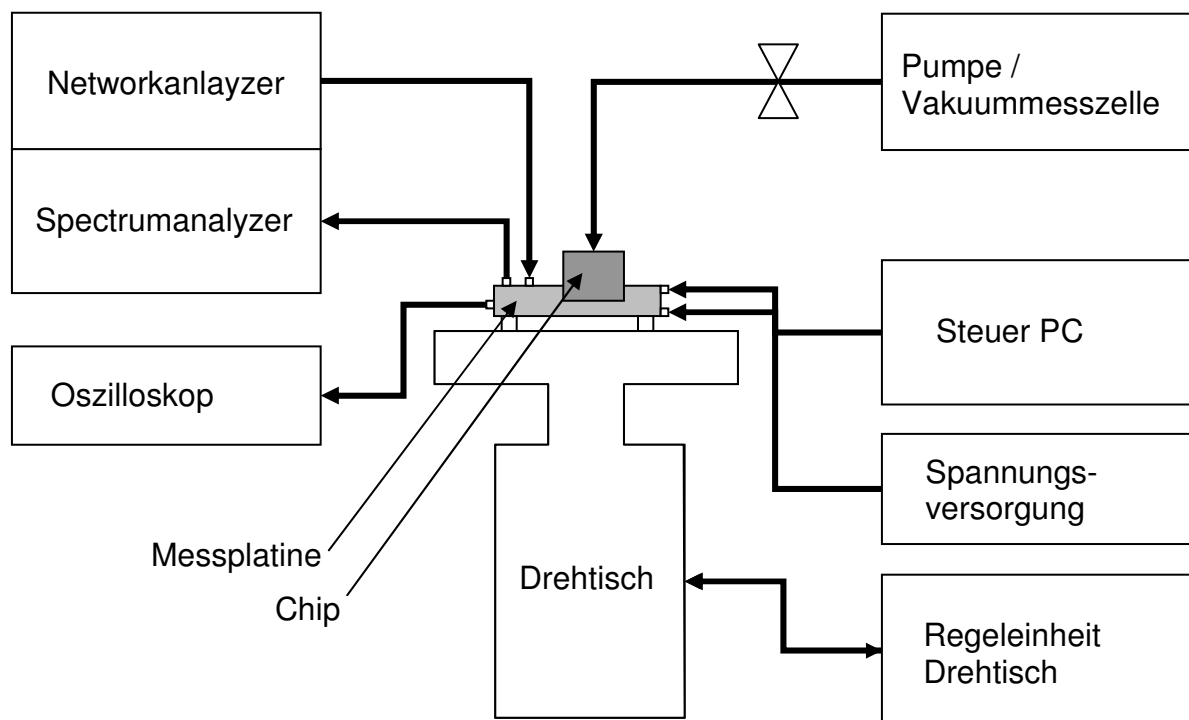 Networkanlayzer
Spectrumanalyzer
Oszilloskop
Messplatine
Chip
Drehtisch
Pumpe /
Vakuummesszelle
Steuer PC
Spannungs-
versorgung
Regeleinheit
Drehtisch